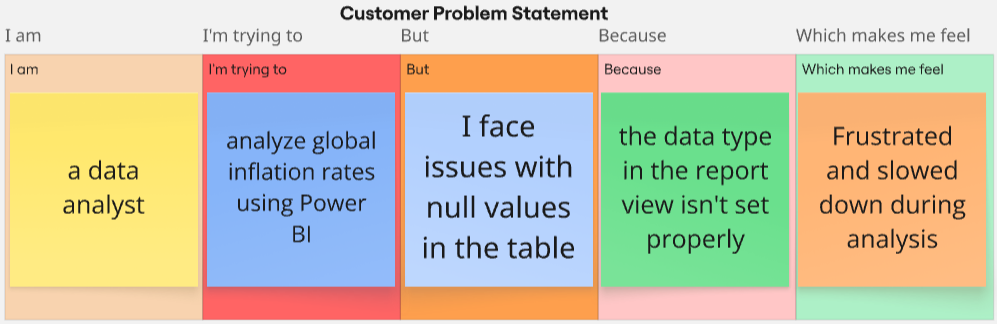 Customer Problem Statement
I am
I'm trying to
But
Because
Which makes me feel
I am
I'm trying to
But
Because
Which makes me feel
a data
analyst
analyze global
inflation rates
using Power
BI
I face
issues with
null values
in the table
the data type
in the report
view isn't set
properly
Frustrated
and slowed
down during
analysis